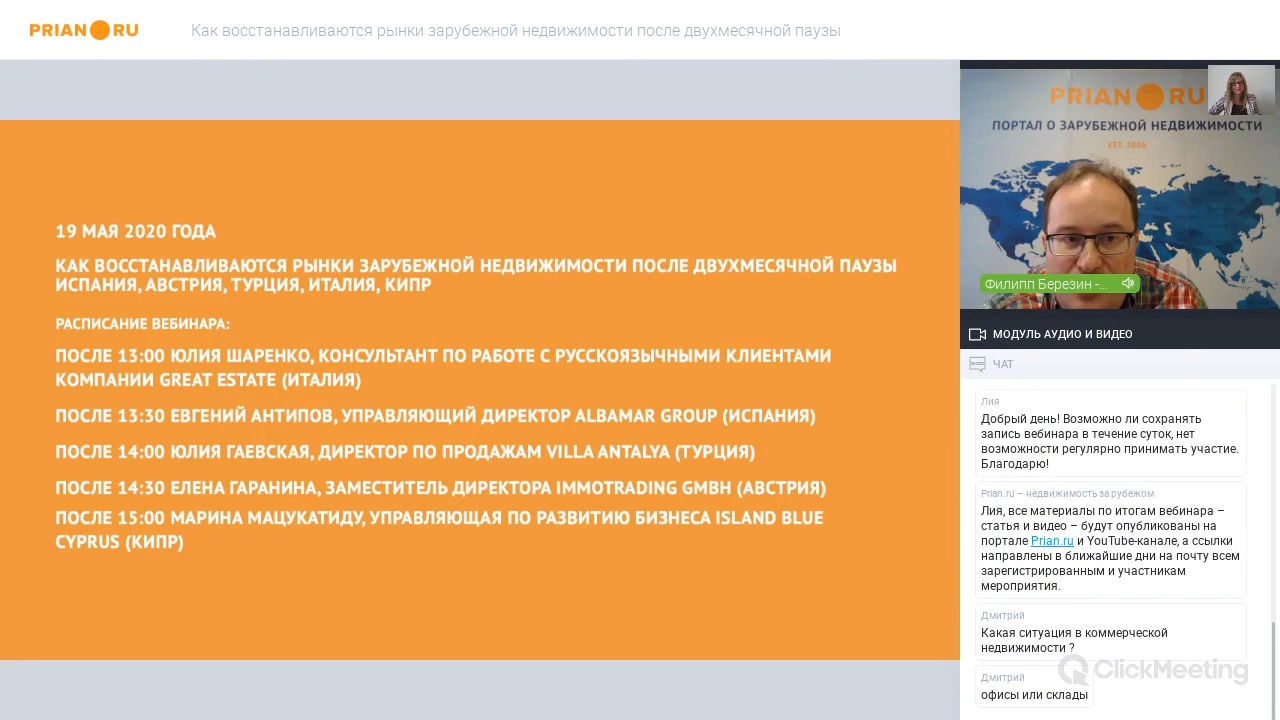 PRIAN RU
Как восстанавливаются рынки зарубежной недвижимости после двухмесячной паузы
19 МАЯ 2020 ГОДА
КАК ВОССТАНАВЛИВАЮТСЯ РЫНКИ ЗАРУБЕЖНОЙ НЕДВИЖИМОСТИ ПОСЛЕ ДВУХМЕСЯЧНОЙ ПАУЗЫ
ИСПАНИЯ, АВСТРИЯ, ТУРЦИЯ, ИТАЛИЯ, КИПР
РАСПИСАНИЕ ВЕБИНАРА:
ПОСЛЕ 13:00 ЮЛИЯ ШАРЕНКО, КОНСУЛЬТАНТ ПО РАБОТЕ С РУССКОЯЗЫЧНЫМИ КЛИЕНТАМИ
КОМПАНИИ GREAT ESTATE (ИТАЛИЯ)
ПОСЛЕ 13:30 ЕВГЕНИЙ АНТИПОВ, УПРАВЛЯЮЩИЙ ДИРЕКТОР ALBAMAR GROUP (ИСПАНИЯ)
ПОСЛЕ 14:00 ЮЛИЯ ГАЕВСКАЯ, ДИРЕКТОР ПО ПРОДАЖАМ VILLA ANTALYA (ТУРЦИЯ)
ПОСЛЕ 14:30 ЕЛЕНА ГАРАНИНА, ЗАМЕСТИТЕЛЬ ДИРЕКТОРА IMMOTRADING GMBH (АВСТРИЯ)
ПОСЛЕ 15:00 МАРИНА МАЦУКАТИДУ, УПРАВЛЯЮЩАЯ ПО РАЗВИТИЮ БИЗНЕСА ISLAND BLUE
CYPRUS (КИПР)
PRIAN RU
ПОРТАЛ О ЗАРУБЕЖНОЙ НЕДВИЖИМОСТИ
EST. 2006
Филипп Березин -...
МОДУЛЬ АУДИО И ВИДЕО
ЧАТ
Лия
Добрый день! Возможно ли сохранять
запись вебинара в течение суток, нет
возможности регулярно принимать участие.
Благодарю!
Prian.ru – недвижимость за рубежом
Лия, все материалы по итогам вебинара –
статья и видео – будут опубликованы на
портале Prian.ru и YouTube-канале, а ссылки
направлены в ближайшие дни на почту всем
зарегистрированным и участникам
мероприятия.
Дмитрий
Какая ситуация в коммерческой
недвижимости ?
ClickMeeting
Дмитрий
офисы или склады